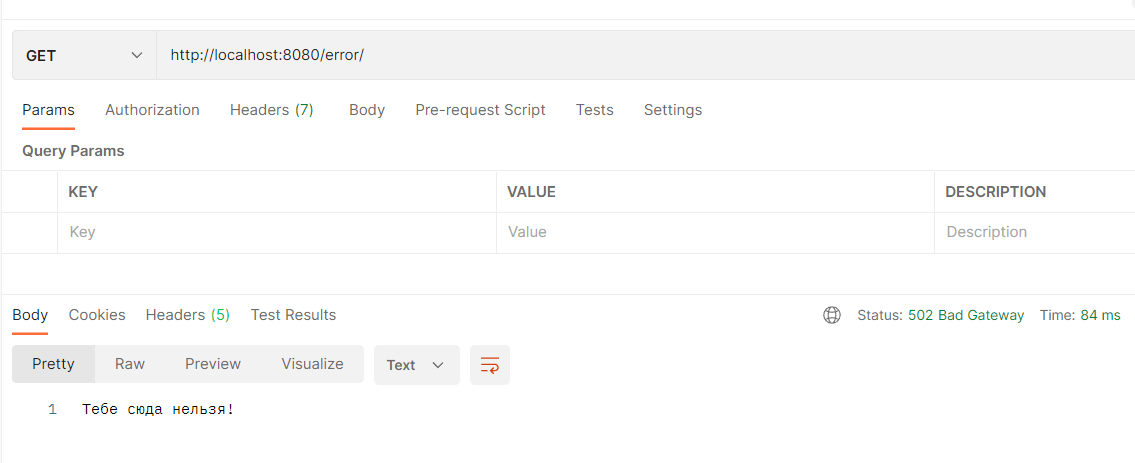 GET http://localhost:8080/error/
Params Authorization Headers (7) Body Pre-request Script Tests Settings
Query Params
KEY VALUE DESCRIPTION
Key Value Description
Body Cookies Headers (5) Test Results Status: 502 Bad Gateway Time: 84 ms
Pretty Raw Preview Visualize Text
1 Тебе сюда нельзя!